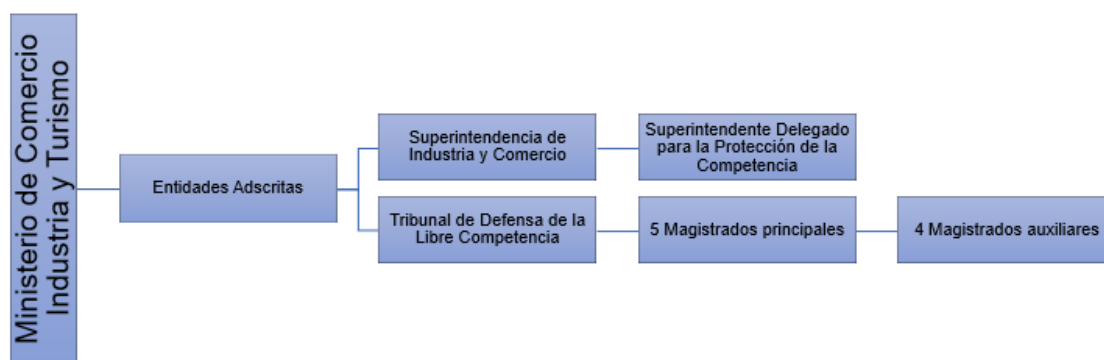 Ministerio de Comercio
Industria y Turismo
Entidades Adscritas
Superintendencia de
Industria y Comercio
Superintendente Delegado
para la Protección de la
Competencia
Tribunal de Defensa de la
Libre Competencia
5 Magistrados principales
4 Magistrados auxiliares